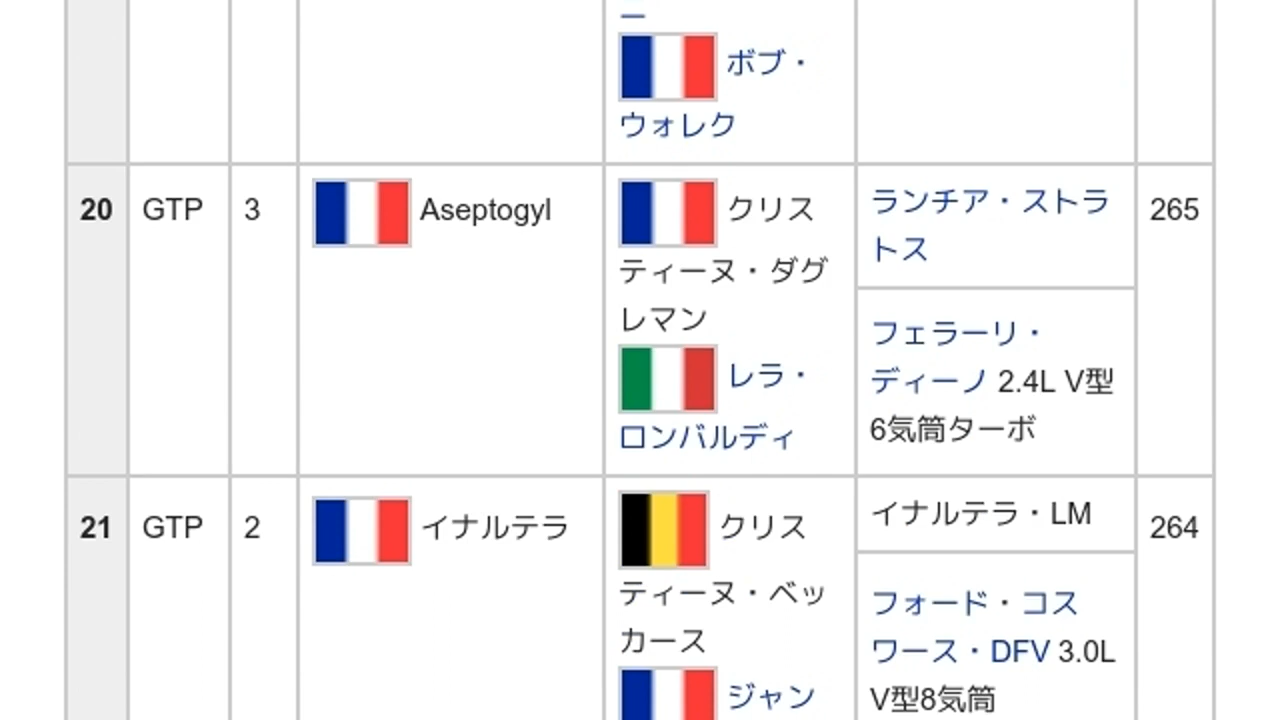 ボブ・
ウォレク
20 GTP 3 Aseptogyl クリス
ティーヌ・ダグ
レマン
レラ・
ロンバルディ
ランチア・ストラ
トス
フェラーリ・
ディーノ 2.4L V型
6気筒ターボ
265
21 GTP 2 イナルテラ クリス
ティーヌ・ベッ
カース
ジャン
イナルテラ・LM
フォード・コス
ワース・DFV 3.0L
V型8気筒
264